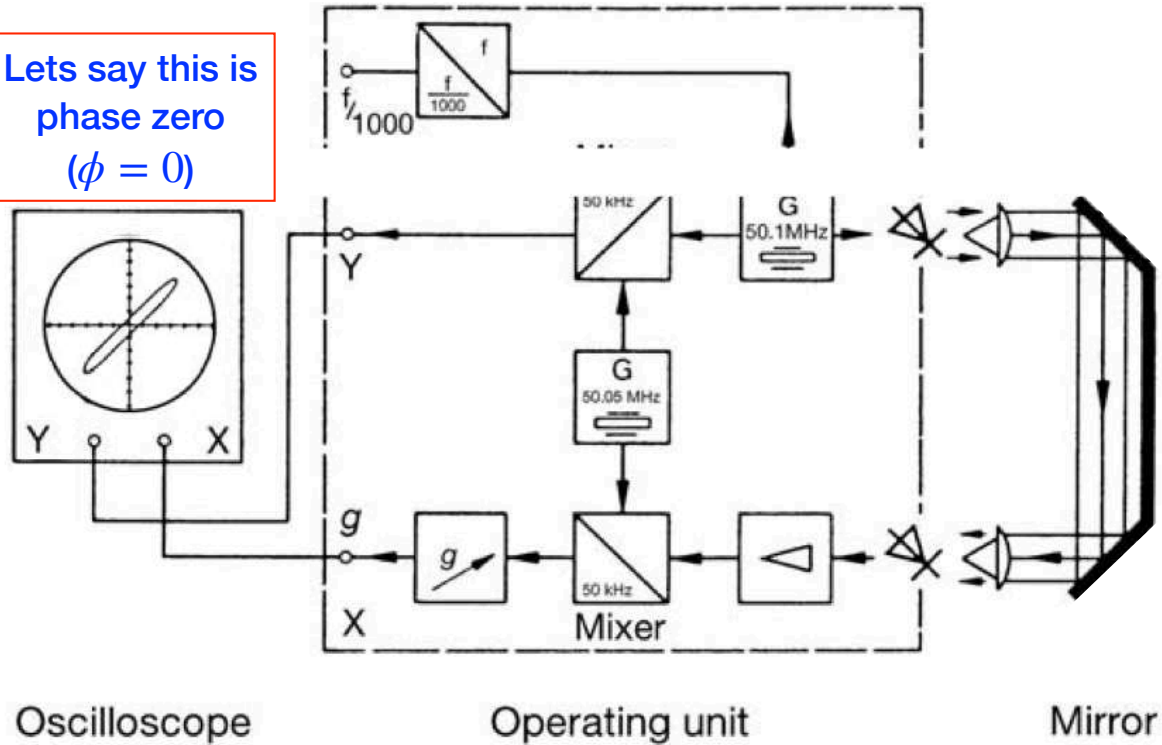 Lets say this is
phase zero
(ϕ = 0)
f
f
1000
f/1000
50 kHz
G
50.1MHz
Y
G
50.05 MHz
Y
X
g
g
50 kHz
X
Mixer
Oscilloscope
Operating unit
Mirror